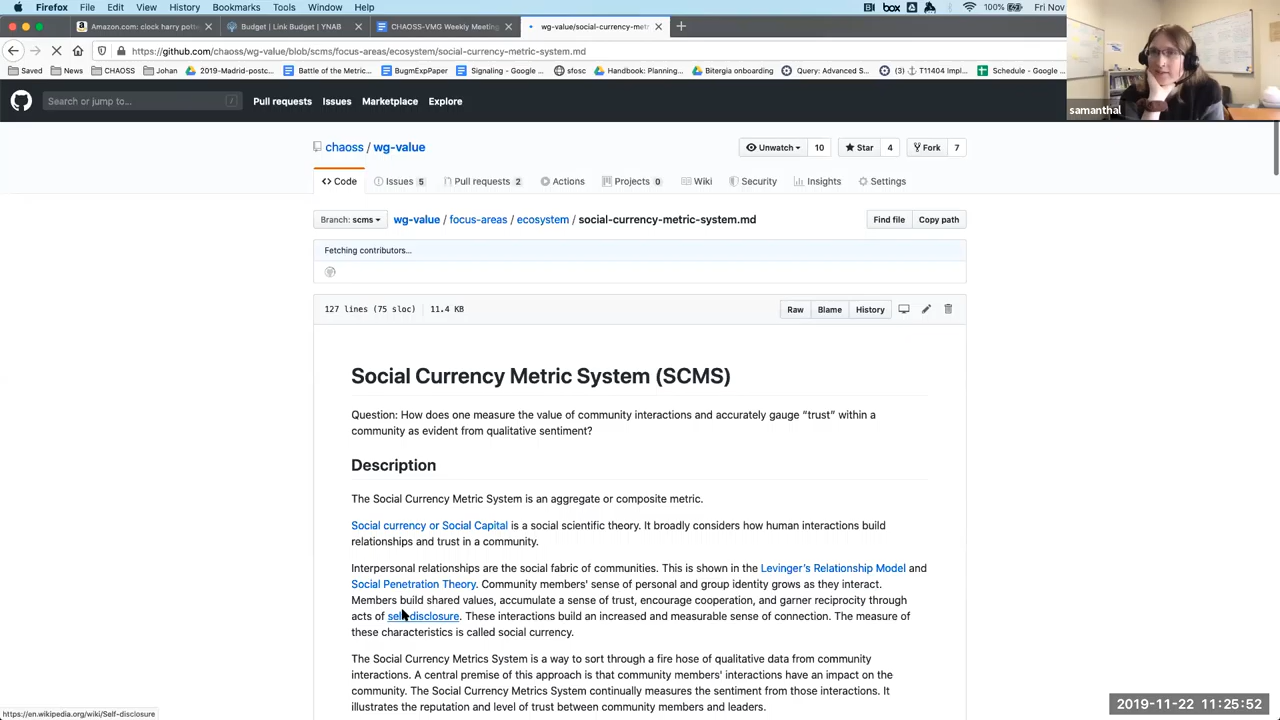 Firefox File Edit View History Bookmarks Tools Window Help
100% Fri Nov
Amazon.com: clock harry pott
Budget | Link Budget | YNAB
CHAOSS-VMG Weekly Meeting
wg-value/social-currency-metr
https://github.com/chaoss/wg-value/blob/scms/focus-areas/ecosystem/social-currency-metric-system.md
Saved News CHAOSS Johan 2019-Madrid-postc... Battle of the Metric... BugmExpPaper Signaling - Google ... sfosc Handbook: Planning... Bitergia onboarding Query: Advanced S... (3) T11404 Impl... Schedule - Google ...
samanthal
Search or jump to... / Pull requests Issues Marketplace Explore
chaoss / wg-value
Unwatch 10 Star 4 Fork 7
Code Issues 5 Pull requests 2 Actions Projects 0 Wiki Security Insights Settings
Branch: scms wg-value / focus-areas / ecosystem / social-currency-metric-system.md Find file Copy path
Fetching contributors...
127 lines (75 sloc) 11.4 KB Raw Blame History
Social Currency Metric System (SCMS)
Question: How does one measure the value of community interactions and accurately gauge “trust” within a
community as evident from qualitative sentiment?
Description
The Social Currency Metric System is an aggregate or composite metric.
Social currency or Social Capital is a social scientific theory. It broadly considers how human interactions build
relationships and trust in a community.
Interpersonal relationships are the social fabric of communities. This is shown in the Levinger’s Relationship Model and
Social Penetration Theory. Community members' sense of personal and group identity grows as they interact.
Members build shared values, accumulate a sense of trust, encourage cooperation, and garner reciprocity through
acts of self-disclosure. These interactions build an increased and measurable sense of connection. The measure of
these characteristics is called social currency.
The Social Currency Metrics System is a way to sort through a fire hose of qualitative data from community
interactions. A central premise of this approach is that community members' interactions have an impact on the
community. The Social Currency Metrics System continually measures the sentiment from those interactions. It
illustrates the reputation and level of trust between community members and leaders.
https://en.wikipedia.org/wiki/Self-disclosure
2019-11-22 11:25:52